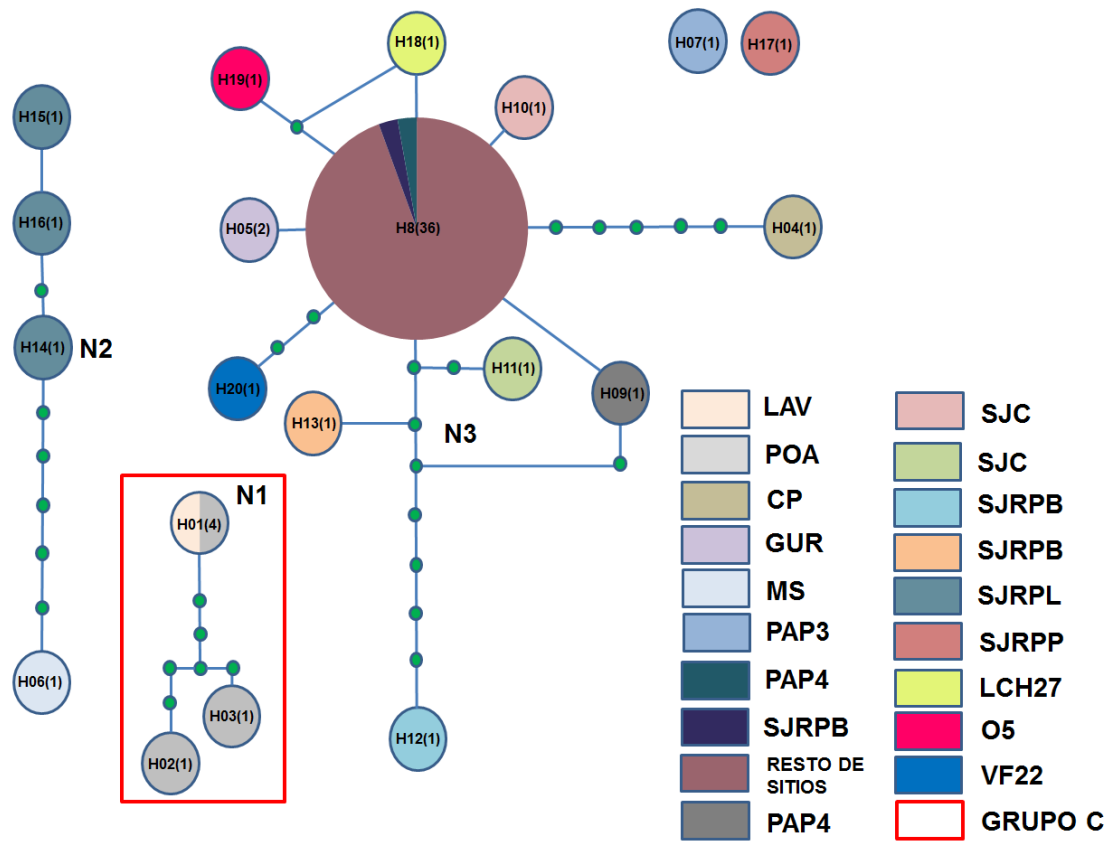 H18(1)
H07(1)
H17(1)
H19(1)
H10(1)
H15(1)
H16(1)
H05(2)
H8(36)
H04(1)
H14(1)
N2
H20(1)
H11(1)
H09(1)
H13(1)
N3
N1
H01(4)
H03(1)
H02(1)
H06(1)
H12(1)
LAV
POA
CP
GUR
MS
PAP3
PAP4
SJRPB
RESTO DE
SITIOS
PAP4
SJC
SJC
SJRPB
SJRPB
SJRPL
SJRPP
LCH27
O5
VF22
GRUPO C